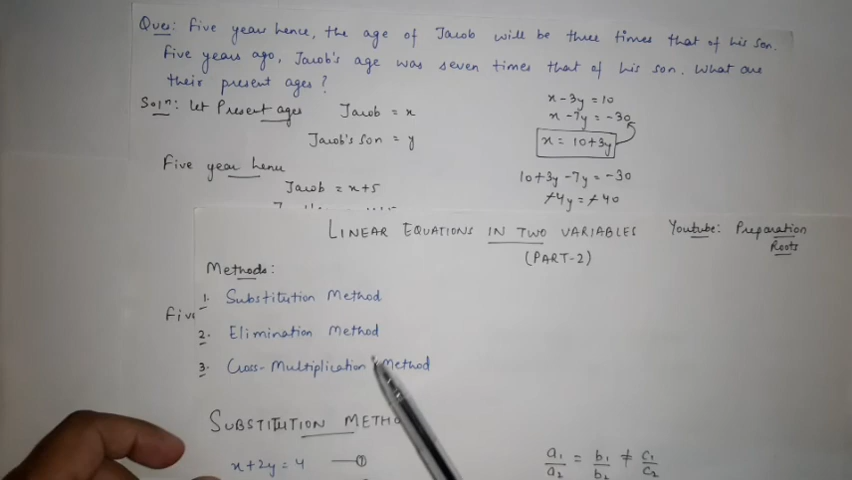 Ques: Five years hence, the age of Jacob will be three times that of his son.
Five years ago, Jacob's age was seven times that of his son. What are
their present ages?
Soln: Let Present ages Jacob = x
Jacob's son = y
Five year hence
Jacob = x+5
x-3y = 10
x-7y = -30
x = 10+3y
10+3y-7y = -30
-4y = -40
Five
LINEAR EQUATIONS IN TWO VARIABLES
(PART-2)
Youtube: Preparation
Roots
Methods:
1. Substitution Method
2. Elimination Method
3. Cross-Multiplication Method
SUBSTITUTION METHO
x+2y = 4 —①
a1/a2 = b1/b2 ≠ c1/c2